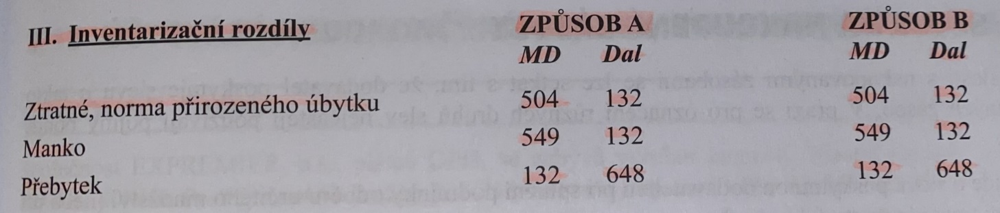 III. Inventarizační rozdíly ZPŮSOB A ZPŮSOB B
MD Dal MD Dal
Ztratné, norma přirozeného úbytku 504 132 504 132
Manko 549 132 549 132
Přebytek 132 648 132 648